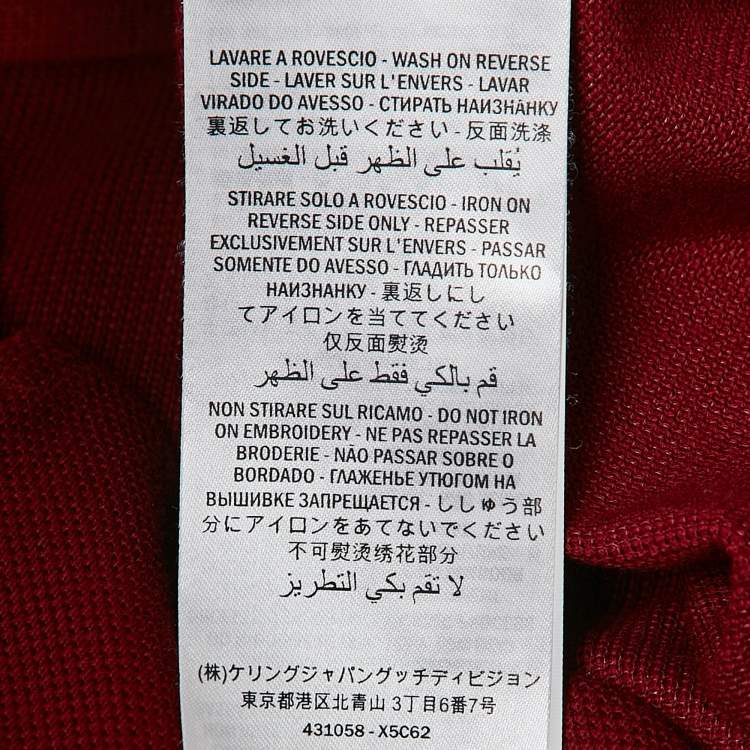 LAVARE A ROVESCIO - WASH ON REVERSE
SIDE - LAVER SUR L'ENVERS - LAVAR
VIRADO DO AVESSO - СТИРАТЬ НАИЗНАНКУ
裏返してお洗いください - 反面洗涤
يُقلب على الظهر قبل الغسيل
STIRARE SOLO A ROVESCIO - IRON ON
REVERSE SIDE ONLY - REPASSER
EXCLUSIVEMENT SUR L'ENVERS - PASSAR
SOMENTE DO AVESSO - ГЛАДИТЬ ТОЛЬКО
НАИЗНАНКУ - 裏返しにし
てアイロンを当ててください
仅反面熨烫
قم بالكي فقط على الظهر
NON STIRARE SUL RICAMO - DO NOT IRON
ON EMBROIDERY - NE PAS REPASSER LA
BRODERIE - NÃO PASSAR SOBRE O
BORDADO - ГЛАЖЕНЬЕ УТЮГОМ НА
ВЫШИВКЕ ЗАПРЕЩАЕТСЯ - ししゅう部
分にアイロンをあてないでください
不可熨烫绣花部分
لا تقم بكي التطريز
(株)ケリングジャパングッチディビジョン
東京都港区北青山 3丁目6番7号
431058 - X5C62